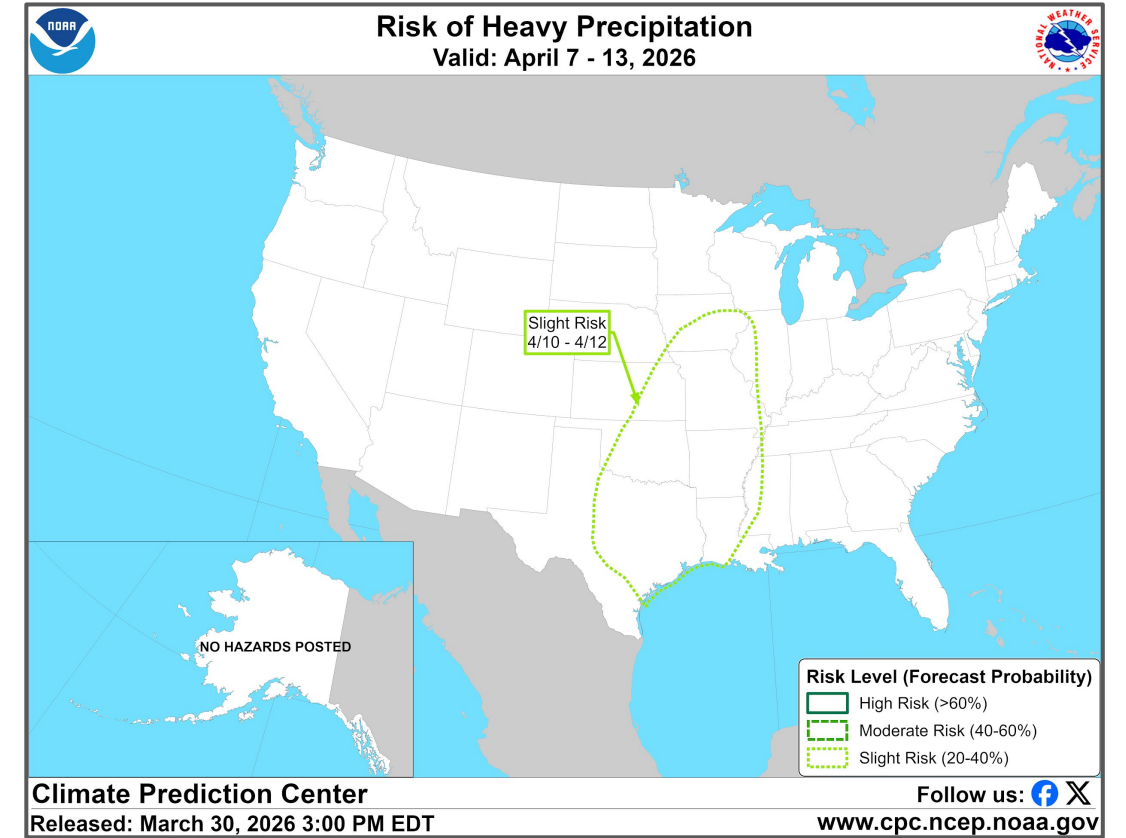 NOAA
Risk of Heavy Precipitation
Valid: April 7 - 13, 2026
NATIONAL WEATHER SERVICE
Slight Risk
4/10 - 4/12
NO HAZARDS POSTED
Risk Level (Forecast Probability)
High Risk (>60%)
Moderate Risk (40-60%)
Slight Risk (20-40%)
Climate Prediction Center
Follow us:
Released: March 30, 2026 3:00 PM EDT
www.cpc.ncep.noaa.gov